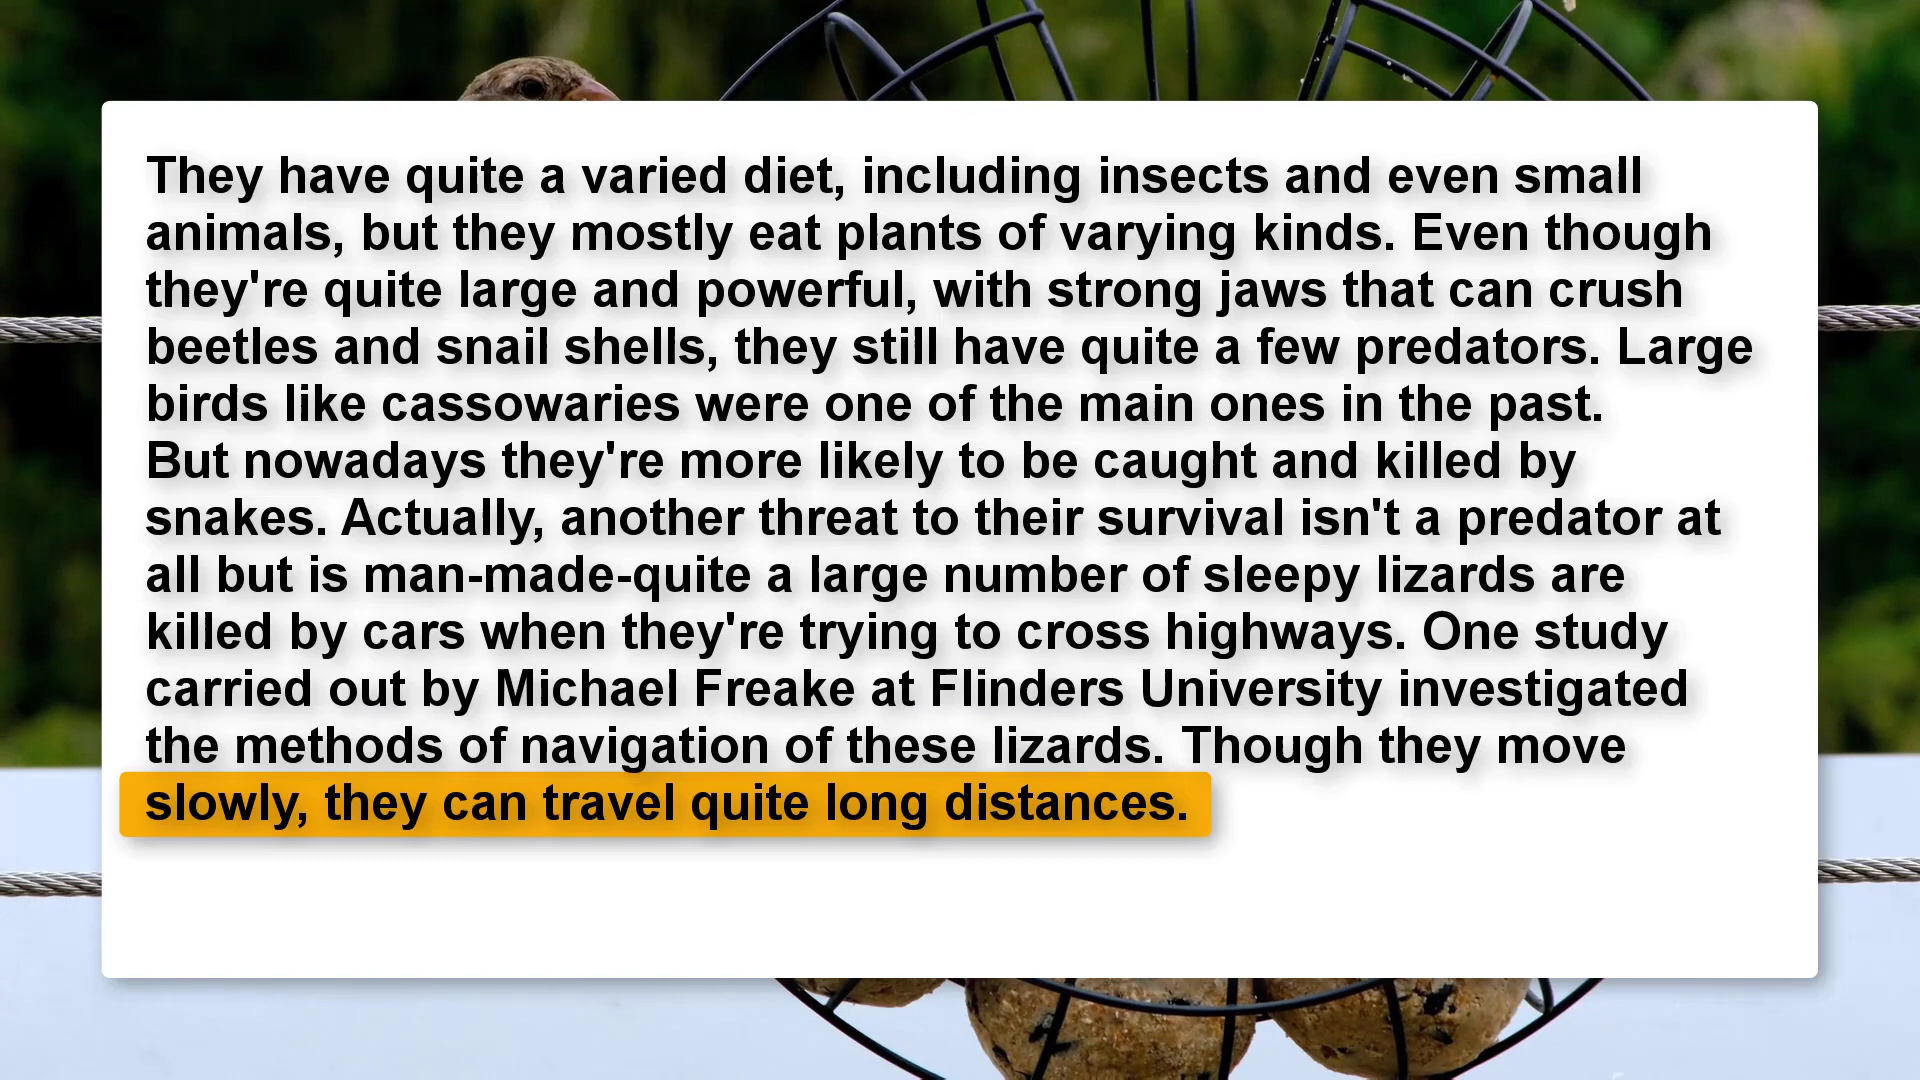 They have quite a varied diet, including insects and even small
animals, but they mostly eat plants of varying kinds. Even though
they're quite large and powerful, with strong jaws that can crush
beetles and snail shells, they still have quite a few predators. Large
birds like cassowaries were one of the main ones in the past.
But nowadays they're more likely to be caught and killed by
snakes. Actually, another threat to their survival isn't a predator at
all but is man-made-quite a large number of sleepy lizards are
killed by cars when they're trying to cross highways. One study
carried out by Michael Freake at Flinders University investigated
the methods of navigation of these lizards. Though they move
slowly, they can travel quite long distances.